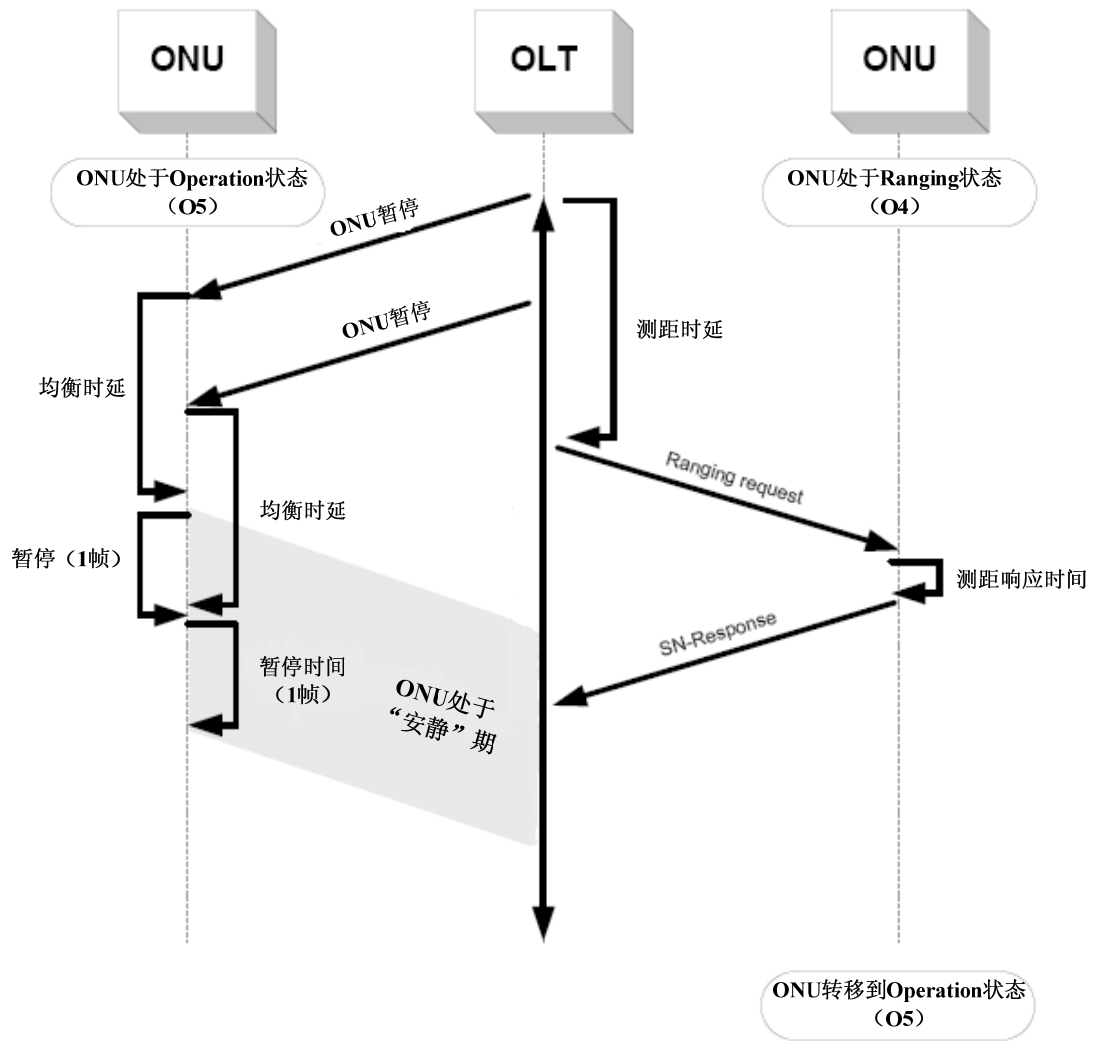 ONU
OLT
ONU
ONU处于Operation状态
（O5）
ONU处于Ranging状态
（O4）
ONU暂停
ONU暂停
测距时延
均衡时延
Ranging request
均衡时延
暂停（1帧）
测距响应时间
SN-Response
暂停时间
（1帧）
ONU处于
“安静”期
ONU转移到Operation状态
（O5）